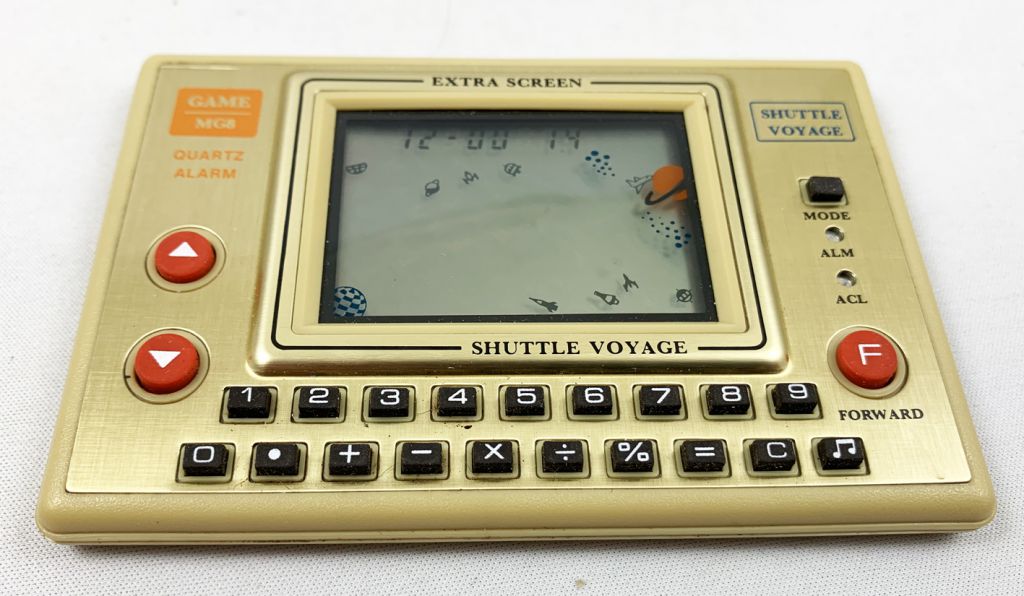 EXTRA SCREEN
GAME
MG8
QUARTZ
ALARM
SHUTTLE
VOYAGE
12-00 14
MODE
ALM
ACL
SHUTTLE VOYAGE
F
FORWARD
1 2 3 4 5 6 7 8 9
0 • + − × ÷ % = C ♫